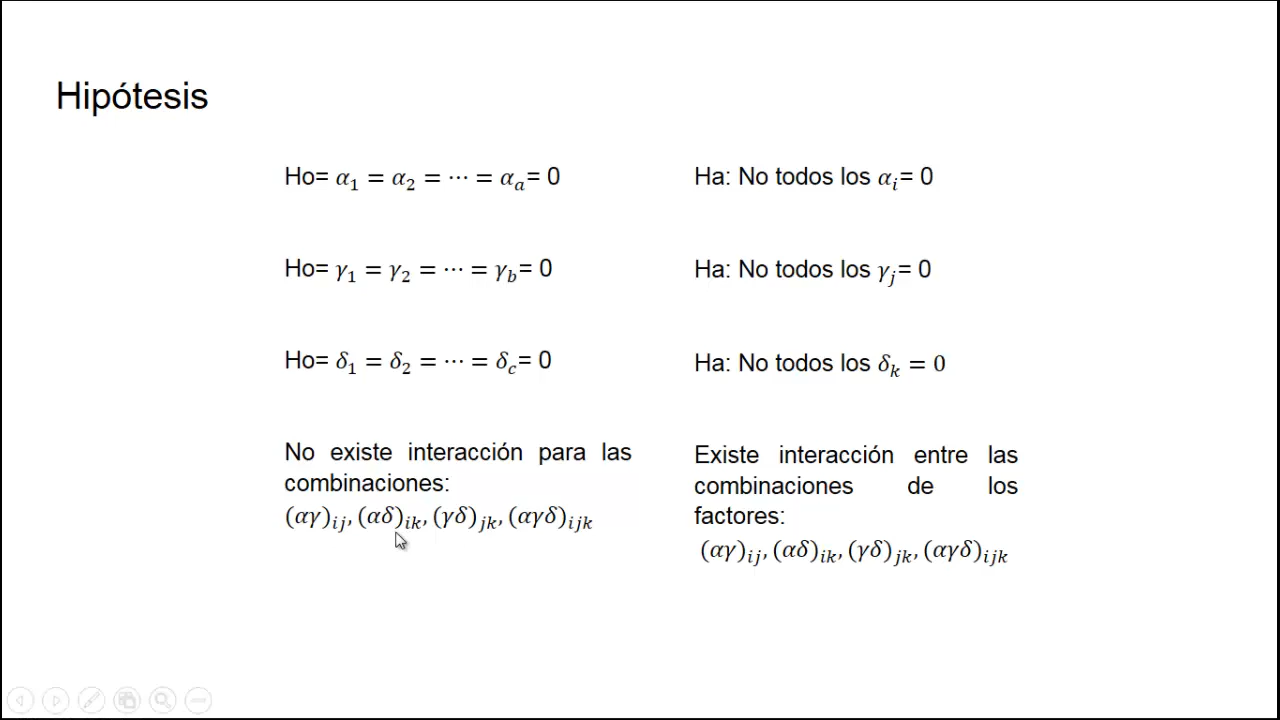 Hipótesis
Ho= α₁ = α₂ = ⋯ = αₐ= 0
Ha: No todos los αᵢ= 0
Ho= γ₁ = γ₂ = ⋯ = γ_b= 0
Ha: No todos los γⱼ= 0
Ho= δ₁ = δ₂ = ⋯ = δ_c= 0
Ha: No todos los δₖ = 0
No existe interacción para las
combinaciones:
(αγ)ᵢⱼ, (αδ)ᵢₖ, (γδ)ⱼₖ, (αγδ)ᵢⱼₖ
Existe interacción entre las
combinaciones de los
factores:
(αγ)ᵢⱼ, (αδ)ᵢₖ, (γδ)ⱼₖ, (αγδ)ᵢⱼₖ